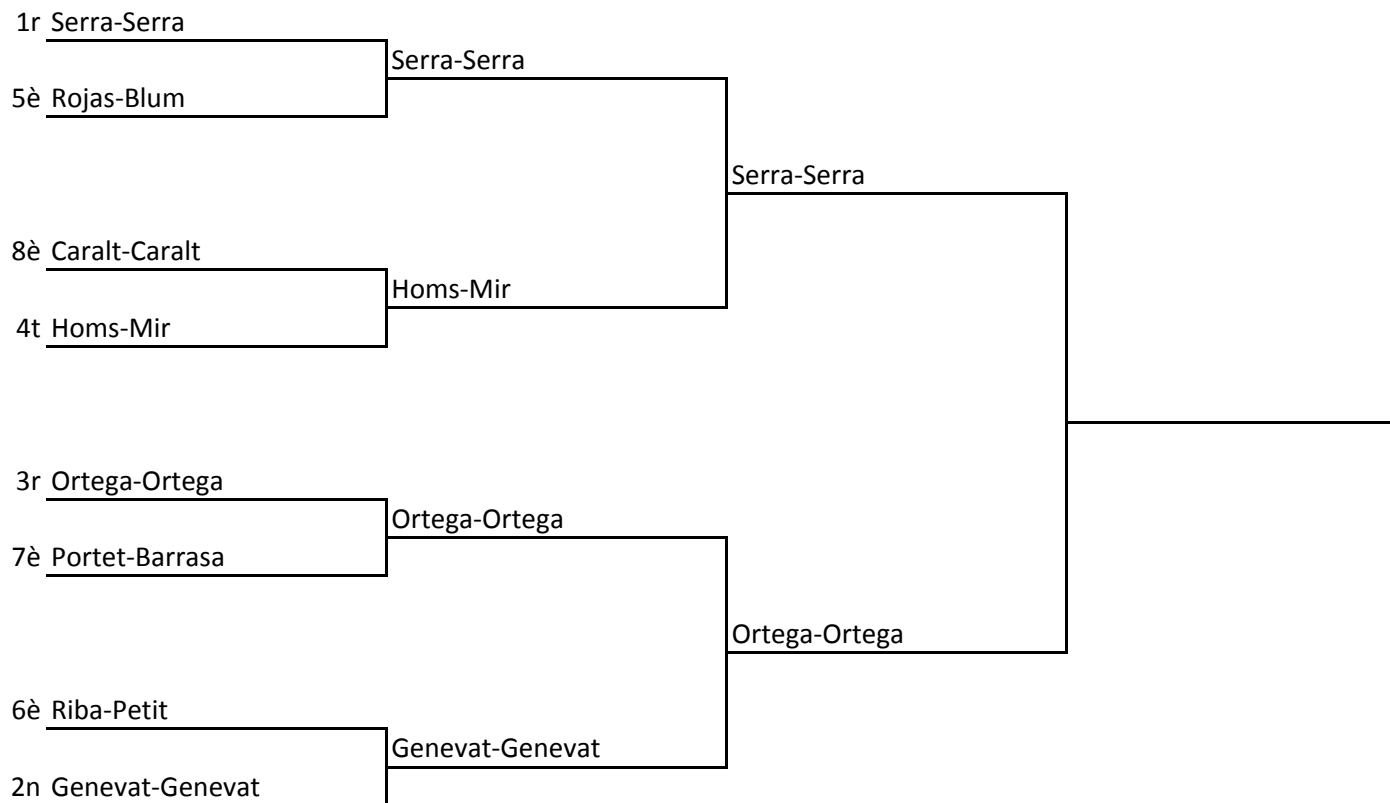 1r Serra-Serra
Serra-Serra
5è Rojas-Blum
Serra-Serra
8è Caralt-Caralt
Homs-Mir
4t Homs-Mir
3r Ortega-Ortega
Ortega-Ortega
7è Portet-Barrasa
Ortega-Ortega
6è Riba-Petit
Genevat-Genevat
2n Genevat-Genevat